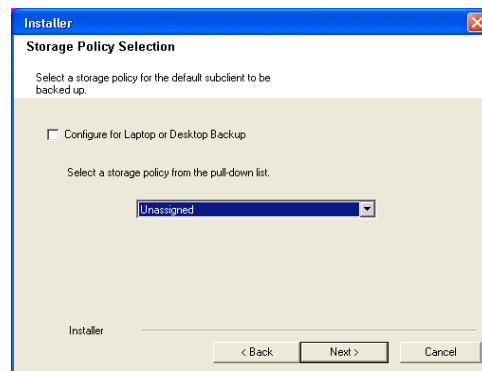 Installer
Storage Policy Selection
Select a storage policy for the default subclient to be
backed up.
Configure for Laptop or Desktop Backup
Select a storage policy from the pull-down list.
Unassigned
Installer
< Back Next > Cancel